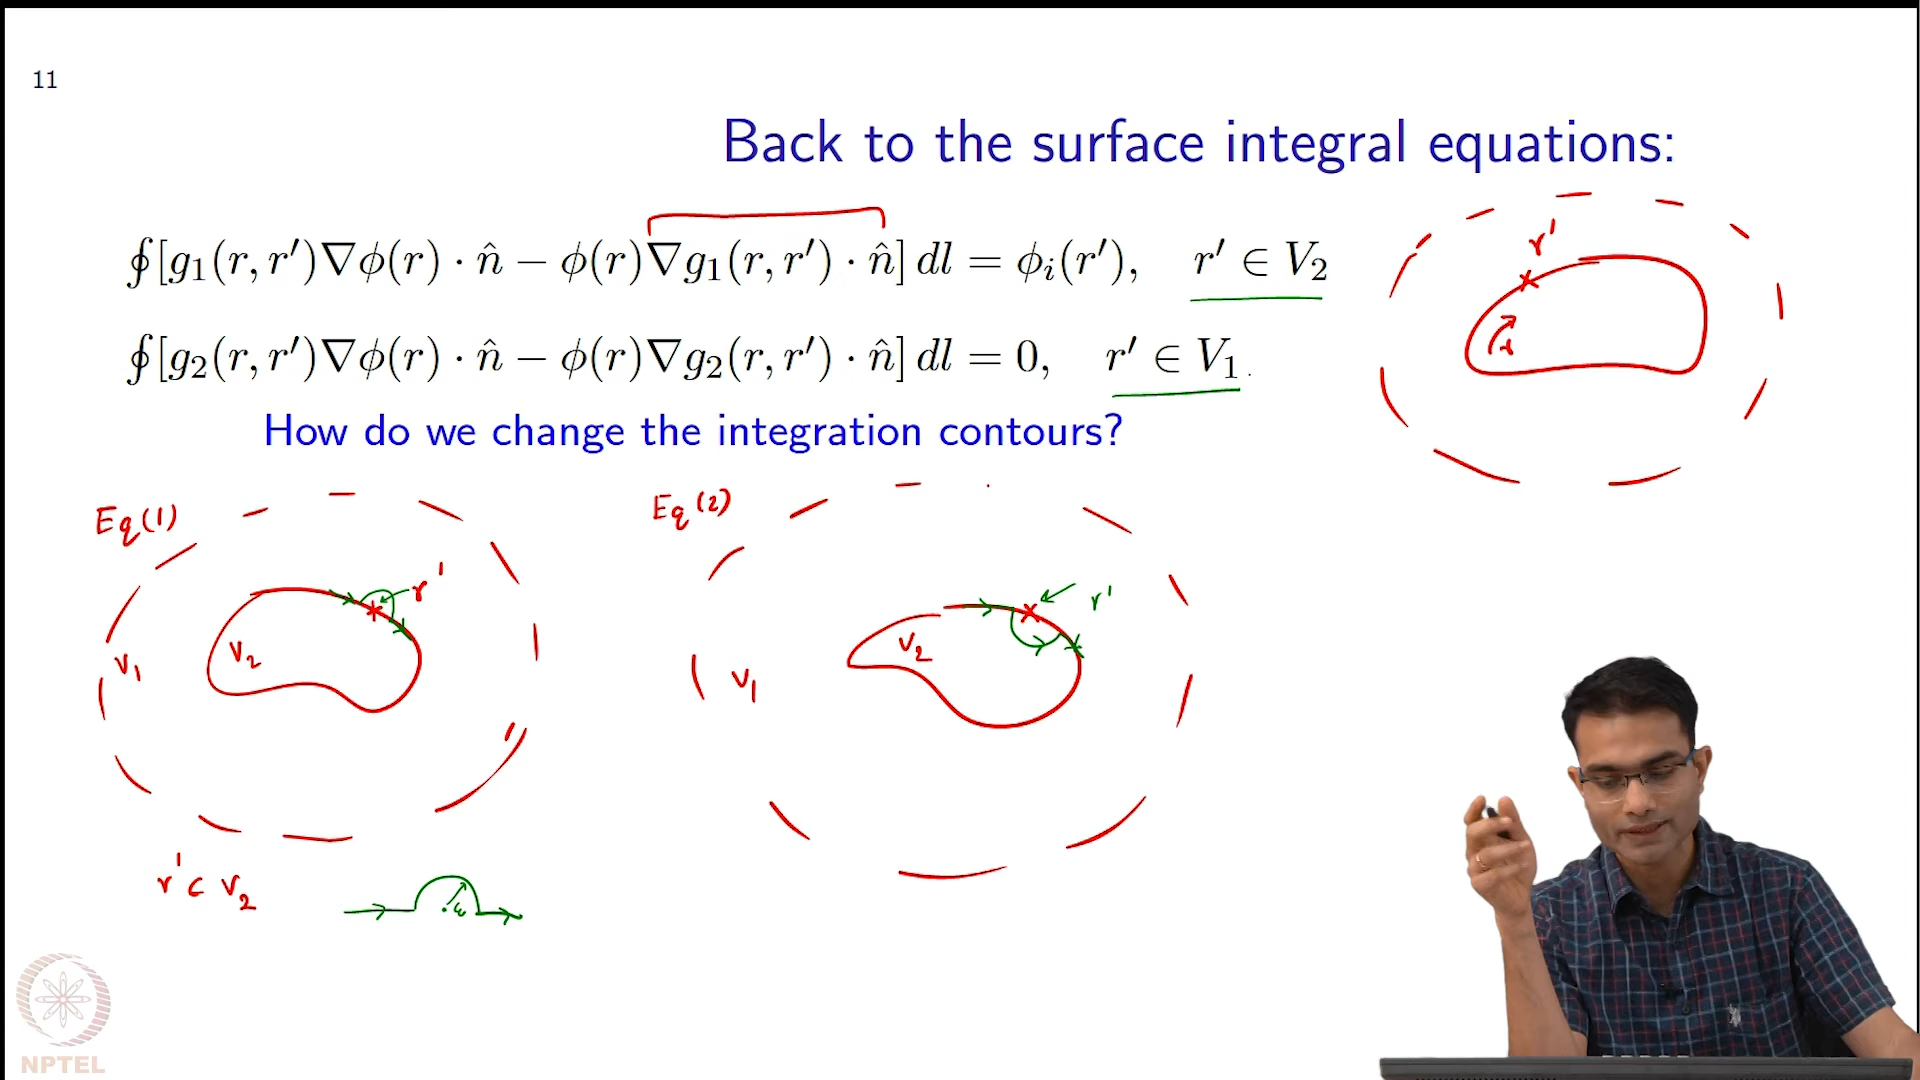 11
Back to the surface integral equations:
∮[g₁(r, r′)∇ϕ(r) · n̂ − ϕ(r)∇g₁(r, r′) · n̂] dl = ϕᵢ(r′), r′ ∈ V₂
∮[g₂(r, r′)∇ϕ(r) · n̂ − ϕ(r)∇g₂(r, r′) · n̂] dl = 0, r′ ∈ V₁.
How do we change the integration contours?
r′
r
Eq (1)
r′
V₁
V₂
r′ ⊂ V₂
ε
Eq (2)
r′
V₂
V₁
NPTEL